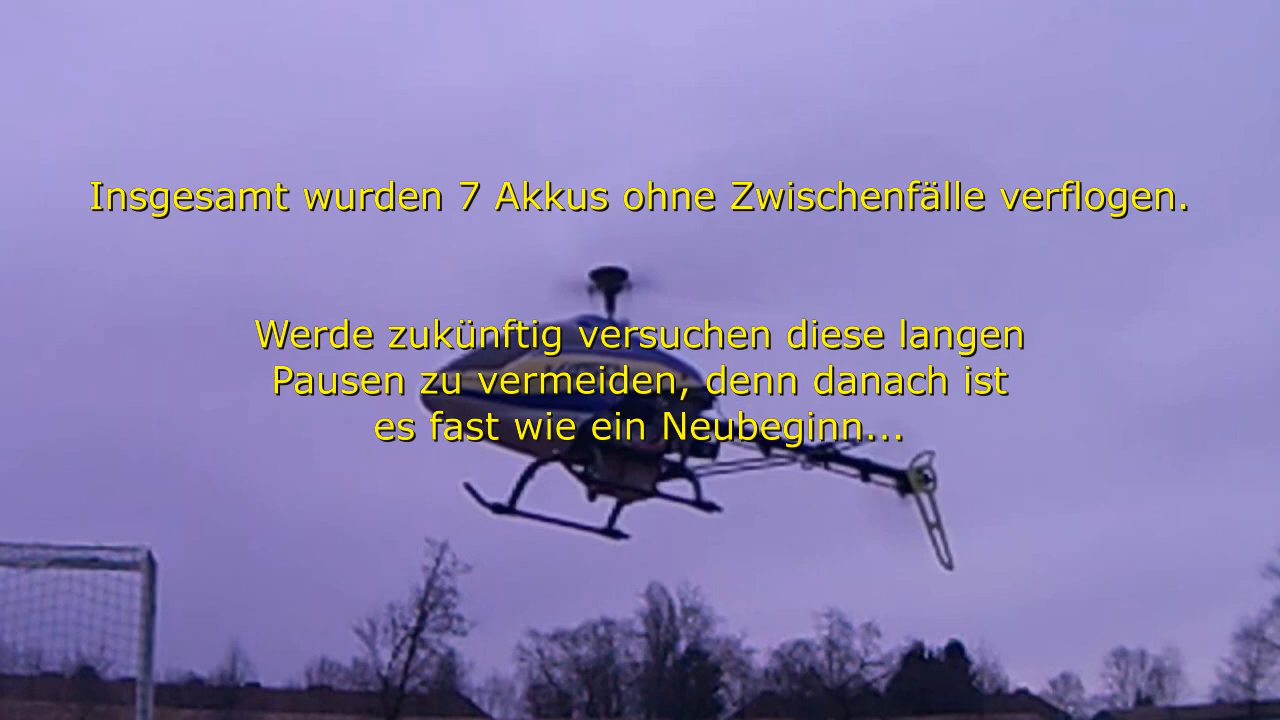 Insgesamt wurden 7 Akkus ohne Zwischenfälle verflogen.
Werde zukünftig versuchen diese langen
Pausen zu vermeiden, denn danach ist
es fast wie ein Neubeginn...